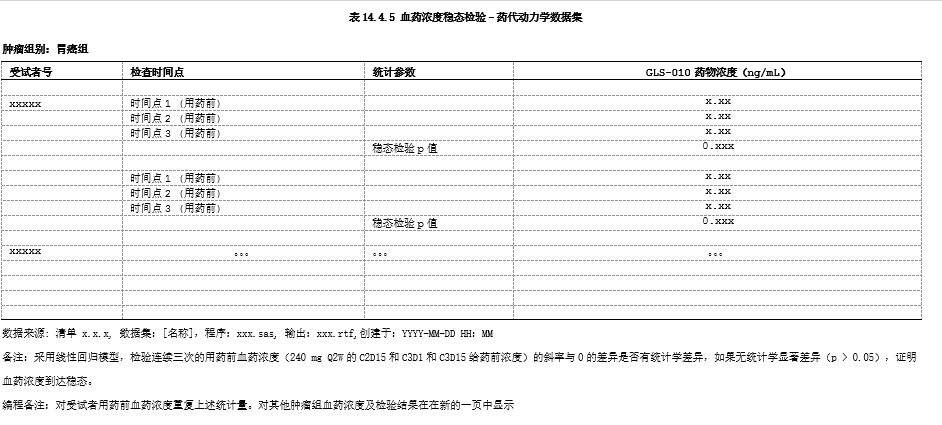 表 14.4.5 血药浓度稳态检验 - 药代动力学数据集
肿瘤组别: 胃癌组
受试者号 检查时间点 统计参数 GLS-010 药物浓度 (ng/mL)
xxxxx 时间点 1 (用药前) x.xx
时间点 2 (用药前) x.xx
时间点 3 (用药前) x.xx
稳态检验 p 值 0.xxx
时间点 1 (用药前) x.xx
时间点 2 (用药前) x.xx
时间点 3 (用药前) x.xx
稳态检验 p 值 0.xxx
xxxxx 。。。 。。。 。。。
数据来源: 清单 x.x.x, 数据集: [名称], 程序: xxx.sas, 输出: xxx.rtf,创建于: YYYY-MM-DD HH: MM
备注: 采用线性回归模型, 检验连续三次的用药前血药浓度 (240 mg Q2W 的 C2D15 和 C3D1 和 C3D15 给药前浓度) 的斜率与 0 的差异是否有统计学差异, 如果无统计学显著差异 (p > 0.05), 证明
血药浓度到达稳态。
编程备注: 对受试者用药前血药浓度重复上述统计量。对其他肿瘤组血药浓度及检验结果在在新的一页中显示